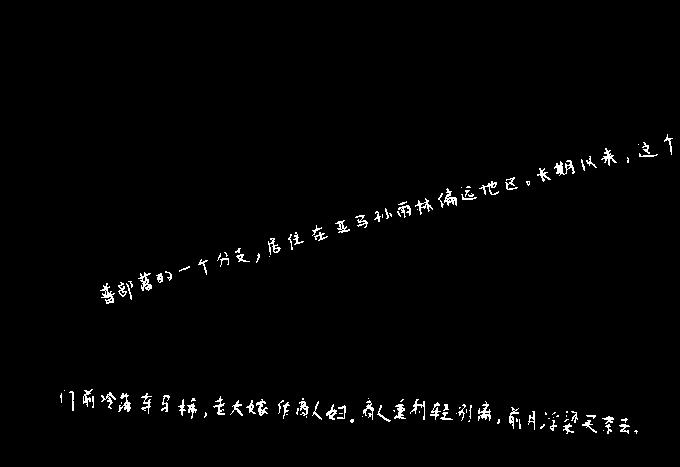 普部落的一个分支，居住在亚马孙雨林偏远地区。长期以来，这个
门前冷落车马稀，老大嫁作商人妇。商人重利轻别离，前月浮梁买茶去。